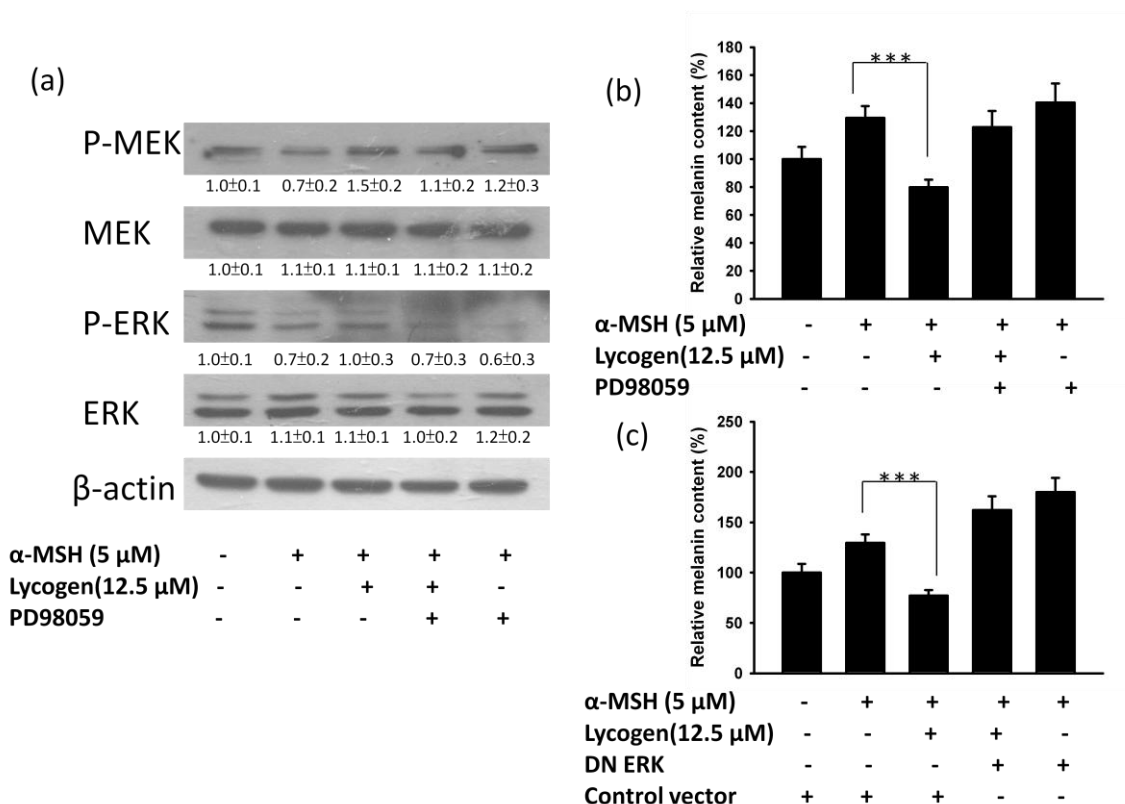 (a)
P-MEK
1.0±0.1 0.7±0.2 1.5±0.2 1.1±0.2 1.2±0.3
MEK
1.0±0.1 1.1±0.1 1.1±0.1 1.1±0.2 1.1±0.2
P-ERK
1.0±0.1 0.7±0.2 1.0±0.3 0.7±0.3 0.6±0.3
ERK
1.0±0.1 1.1±0.1 1.1±0.1 1.0±0.2 1.2±0.2
β-actin
α-MSH (5 μM) - + + + +
Lycogen(12.5 μM) - - + + -
PD98059 - - - + +
(b)
Relative melanin content (%)
180
160
140
120
100
80
60
40
20
0
***
α-MSH (5 μM) - + + + +
Lycogen(12.5 μM) - - + + -
PD98059 - - - + +
(c)
Relative melanin content (%)
250
200
150
100
50
0
***
α-MSH (5 μM) - + + + +
Lycogen(12.5 μM) - - + + -
DN ERK - - - + +
Control vector + + + - -